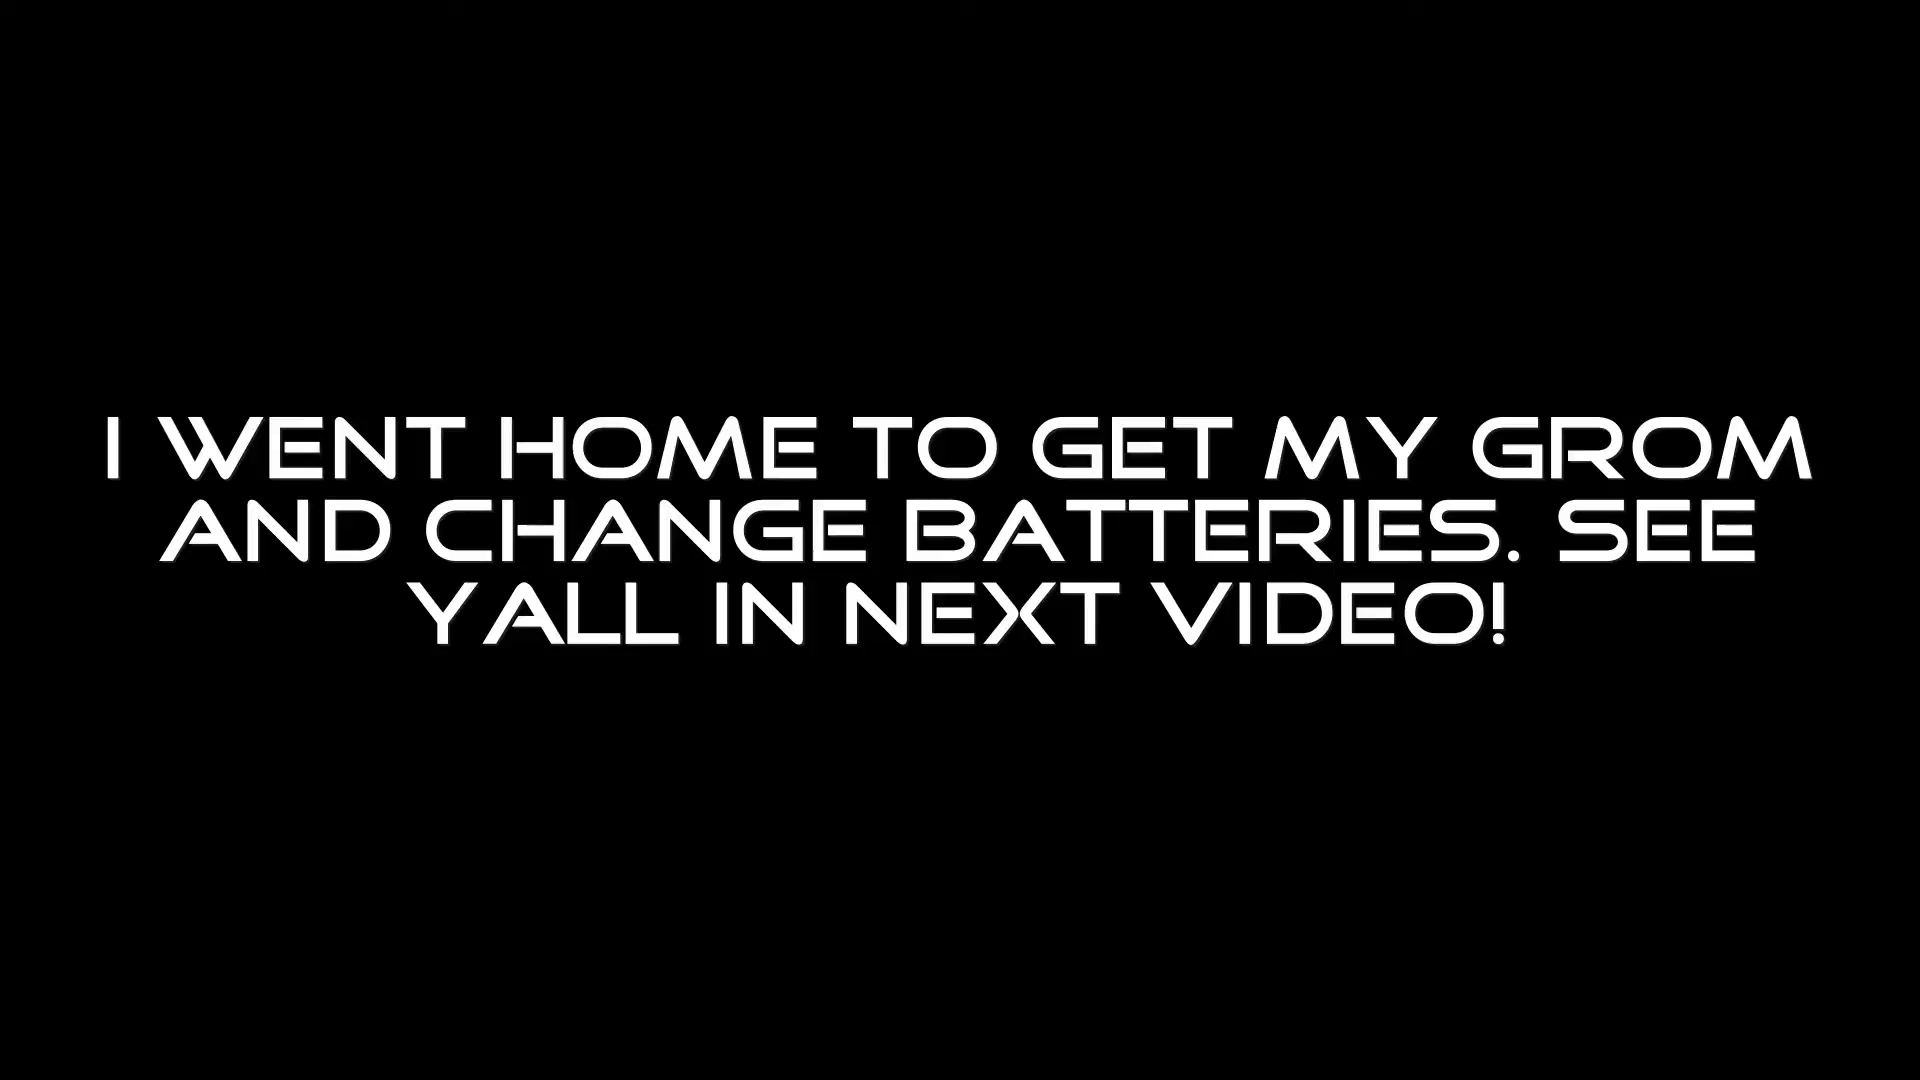 I WENT HOME TO GET MY GROM
AND CHANGE BATTERIES. SEE
YALL IN NEXT VIDEO!